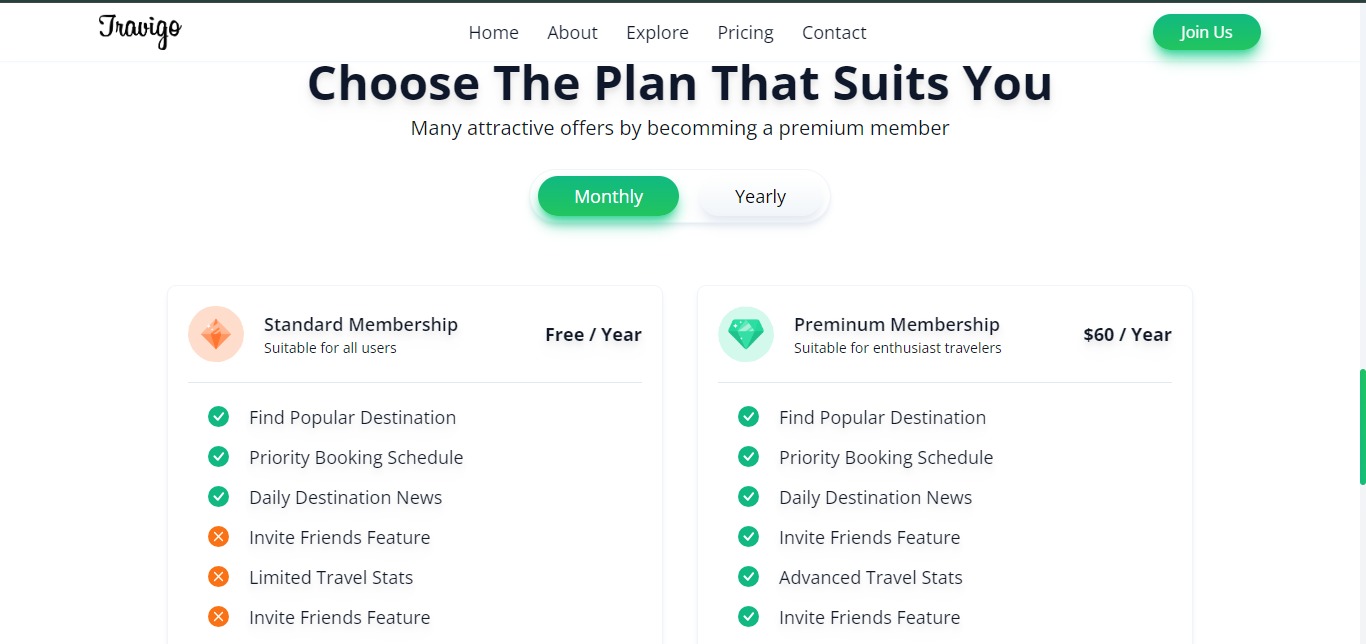 Travigo
Home About Explore Pricing Contact
Join Us
Choose The Plan That Suits You
Many attractive offers by becomming a premium member
Monthly
Yearly
Standard Membership
Suitable for all users
Free / Year
Find Popular Destination
Priority Booking Schedule
Daily Destination News
Invite Friends Feature
Limited Travel Stats
Invite Friends Feature
Preminum Membership
Suitable for enthusiast travelers
$60 / Year
Find Popular Destination
Priority Booking Schedule
Daily Destination News
Invite Friends Feature
Advanced Travel Stats
Invite Friends Feature